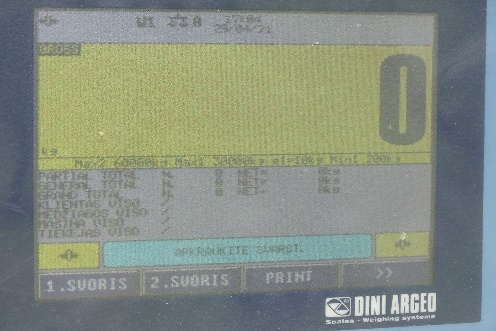 W1
17:04
29/04/21
GROSS
0
kg
Max2 60000kg Max1 30000kg e1=10kg Min1 200kg
PARTIAL TOTAL N. 0 NET= 0kg
GENERAL TOTAL N. 0 NET= 0kg
GRAND TOTAL N. 0 NET= 0kg
KLIENTAS VISO /
MEDZIAGOS VISO /
MASINA VISO /
TIEKEJAS VISO /
APKRAUKITE SVARST.
1.SVORIS 2.SVORIS PRINT >>
DINI ARGEO
Scales - Weighing systems